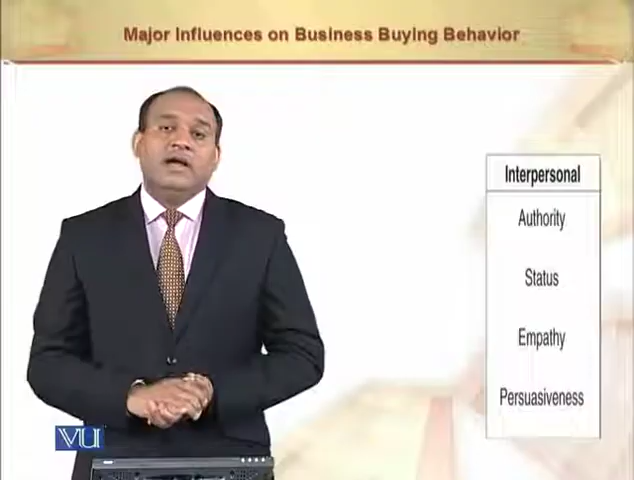 Major Influences on Business Buying Behavior
Interpersonal
Authority
Status
Empathy
Persuasiveness
VU